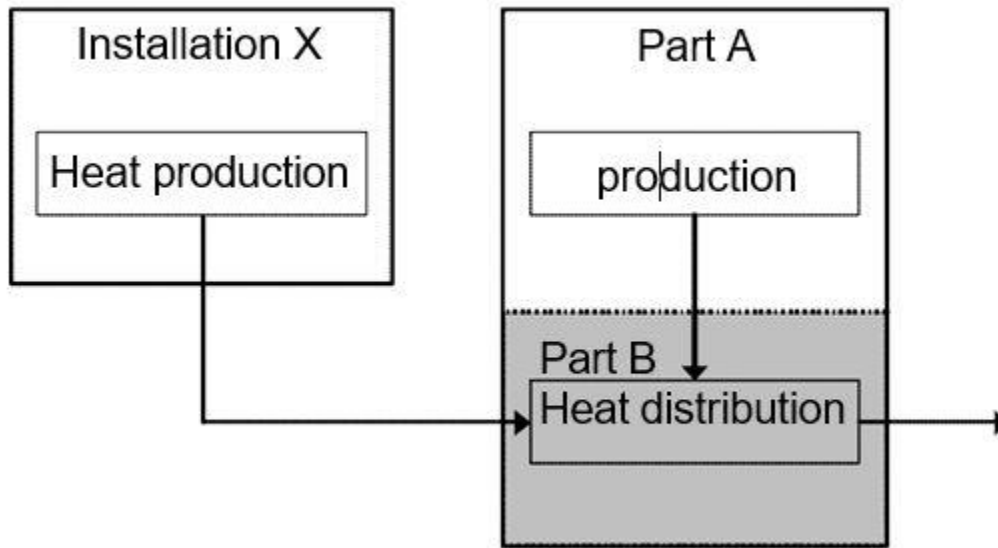 Installation X
Heat production
Part A
production
Part B
Heat distribution